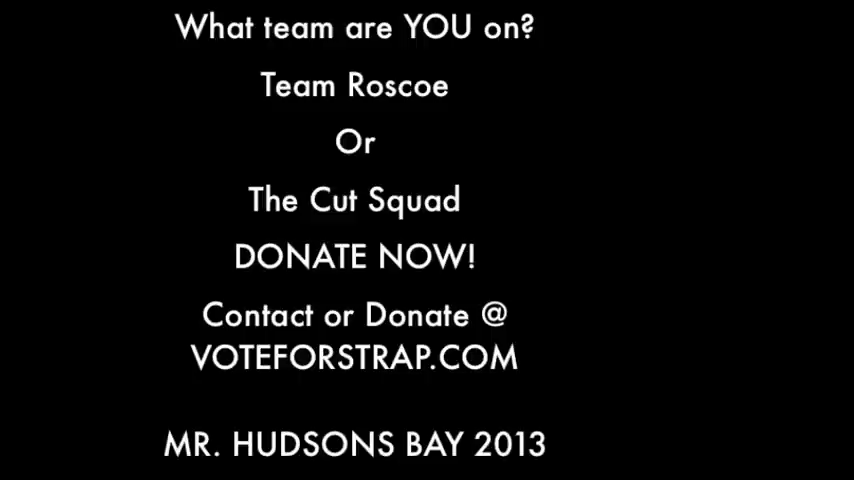 What team are YOU on?
Team Roscoe
Or
The Cut Squad
DONATE NOW!
Contact or Donate @
VOTEFORSTRAP.COM
MR. HUDSONS BAY 2013